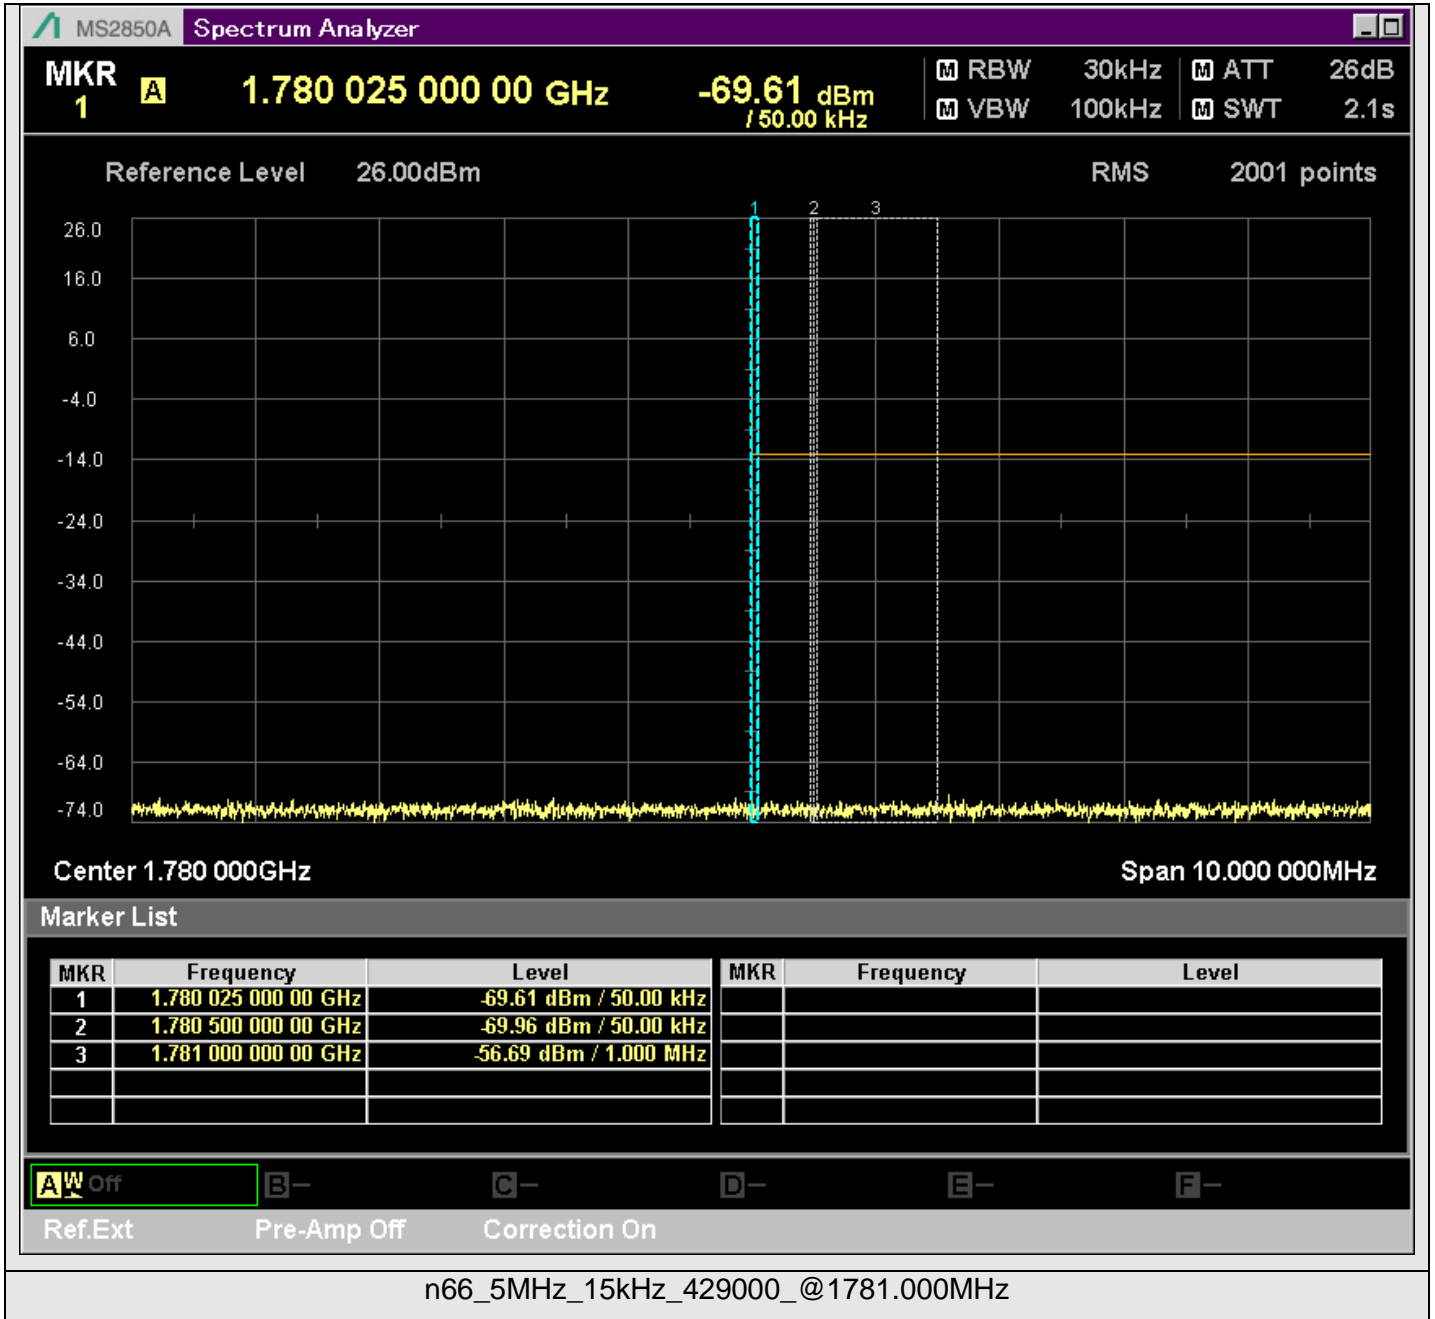 MS2850A Spectrum Analyzer
MKR 1 A 1.780 025 000 00 GHz -69.61 dBm / 50.00 kHz
M RBW 30kHz M ATT 26dB
M VBW 100kHz M SWT 2.1s
Reference Level 26.00dBm RMS 2001 points
1 2 3
26.0
16.0
6.0
-4.0
-14.0
-24.0
-34.0
-44.0
-54.0
-64.0
-74.0
Center 1.780 000GHz Span 10.000 000MHz
Marker List
MKR Frequency Level MKR Frequency Level
1 1.780 025 000 00 GHz -69.61 dBm / 50.00 kHz
2 1.780 500 000 00 GHz -69.96 dBm / 50.00 kHz
3 1.781 000 000 00 GHz -56.69 dBm / 1.000 MHz
A W Off B - C - D - E - F -
Ref.Ext Pre-Amp Off Correction On
n66_5MHz_15kHz_429000_@1781.000MHz